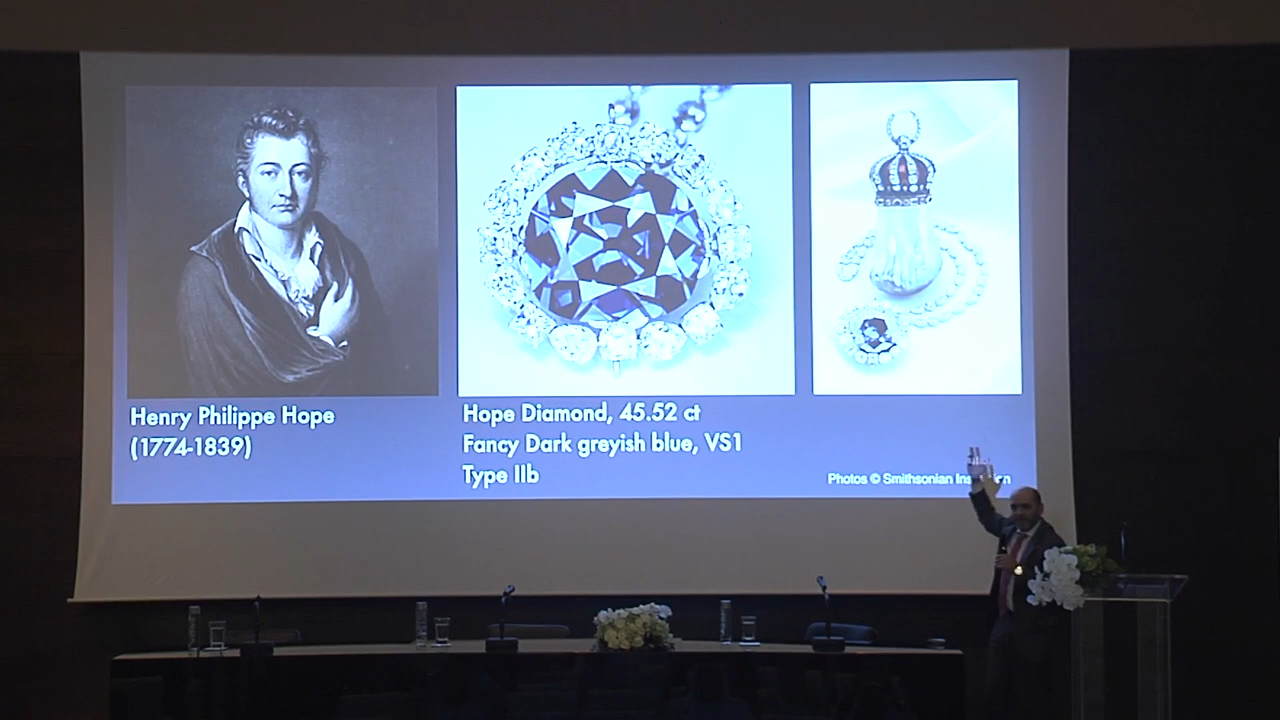 Henry Philippe Hope
(1774-1839)
Hope Diamond, 45.52 ct
Fancy Dark greyish blue, VS1
Type IIb
Photos © Smithsonian